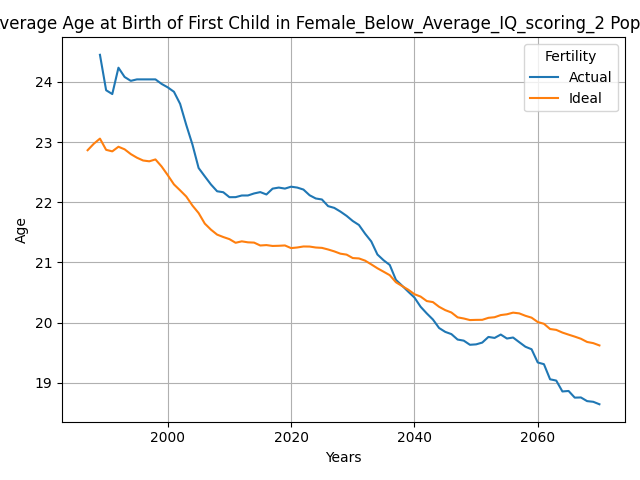 verage Age at Birth of First Child in Female_Below_Average_IQ_scoring_2 Pop
Fertility
Actual
Ideal
24
23
22
21
20
19
Age
2000 2020 2040 2060
Years